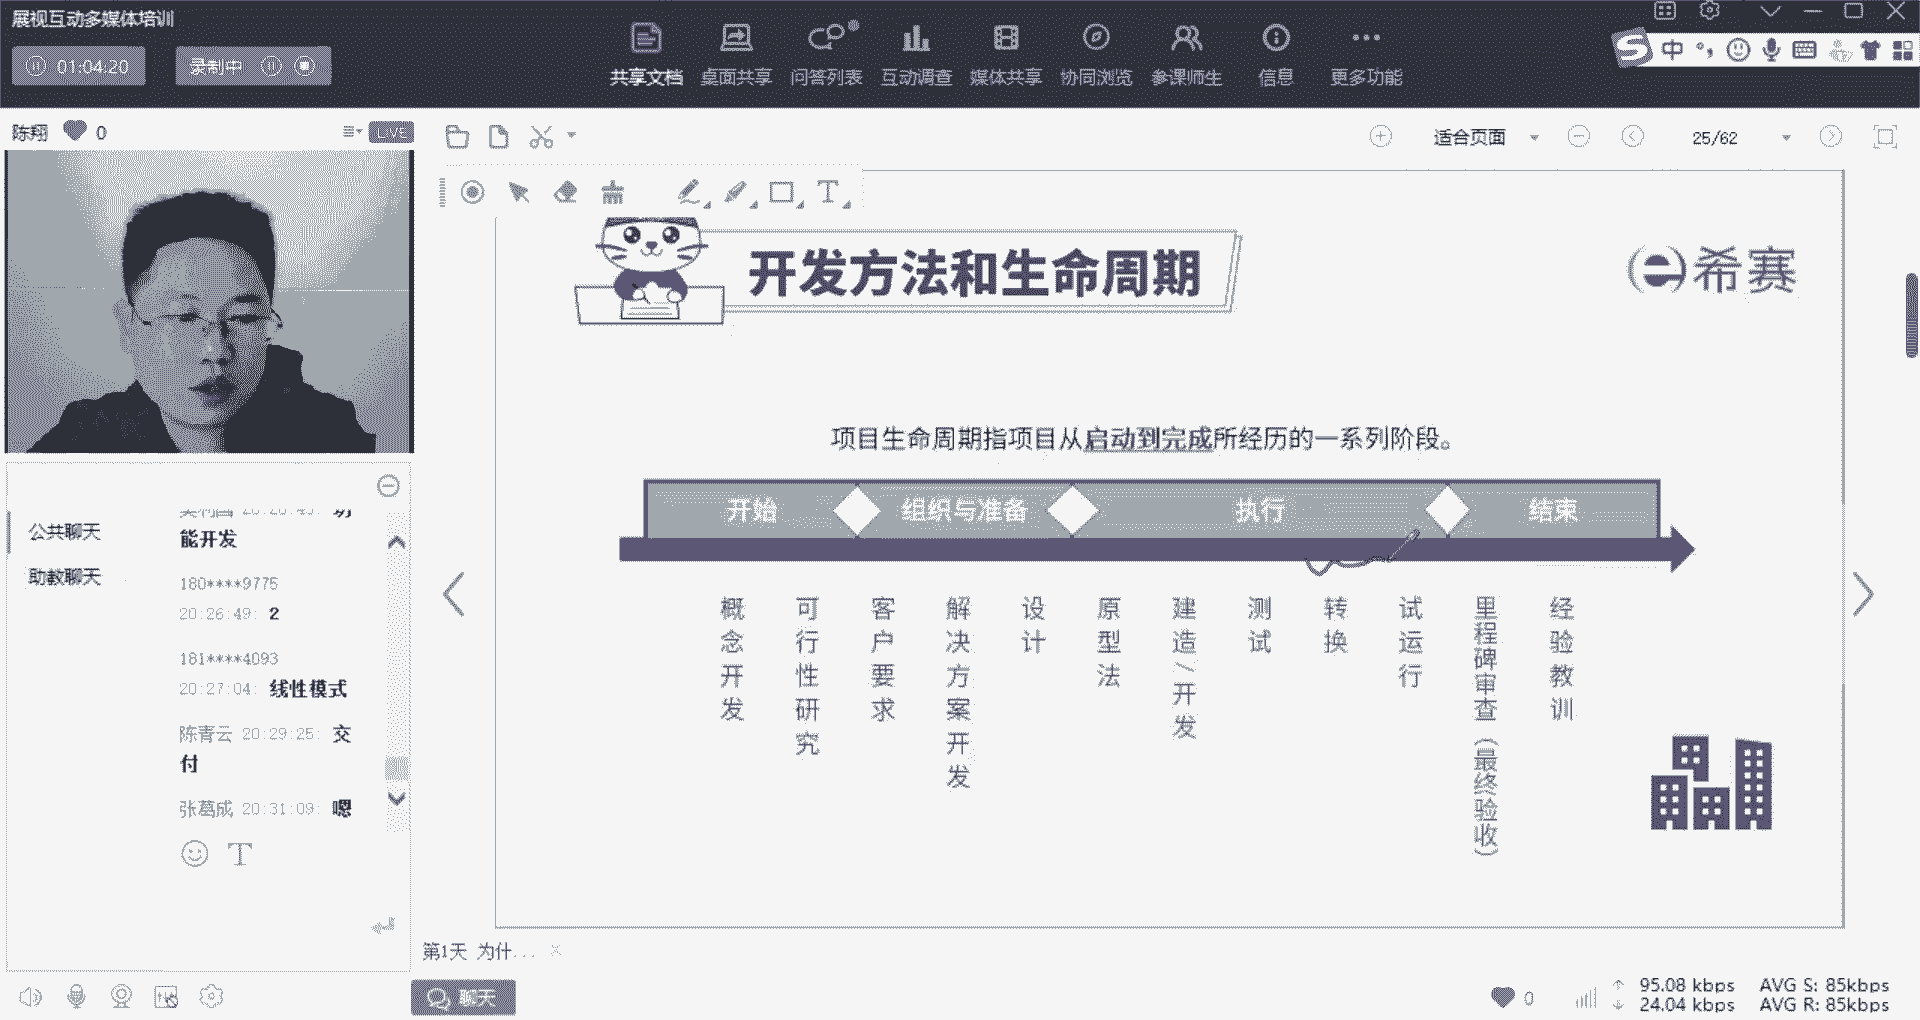 展视互动多媒体培训
01:04:20
录制中
共享文档 桌面共享 问答列表 互动调查 媒体共享 协同浏览 参课师生 信息 更多功能
中
陈翔 0
LIVE
适合页面
25/62
T
开发方法和生命周期
希赛
项目生命周期指项目从启动到完成所经历的一系列阶段。
开始 组织与准备 执行 结束
概念开发
可行性研究
客户要求
解决方案开发
设计
原型法
建造/开发
测试
转换
试运行
里程碑审查（最终验收）
经验教训
公共聊天
助教聊天
能开发
180****9775
20:26:49: 2
181****4093
20:27:04: 线性模式
陈青云 20:29:25: 交
付
张葛成 20:31:09: 嗯
T
第1天 为什...
聊天
0
95.08 kbps AVG S: 85kbps
24.04 kbps AVG R: 85kbps